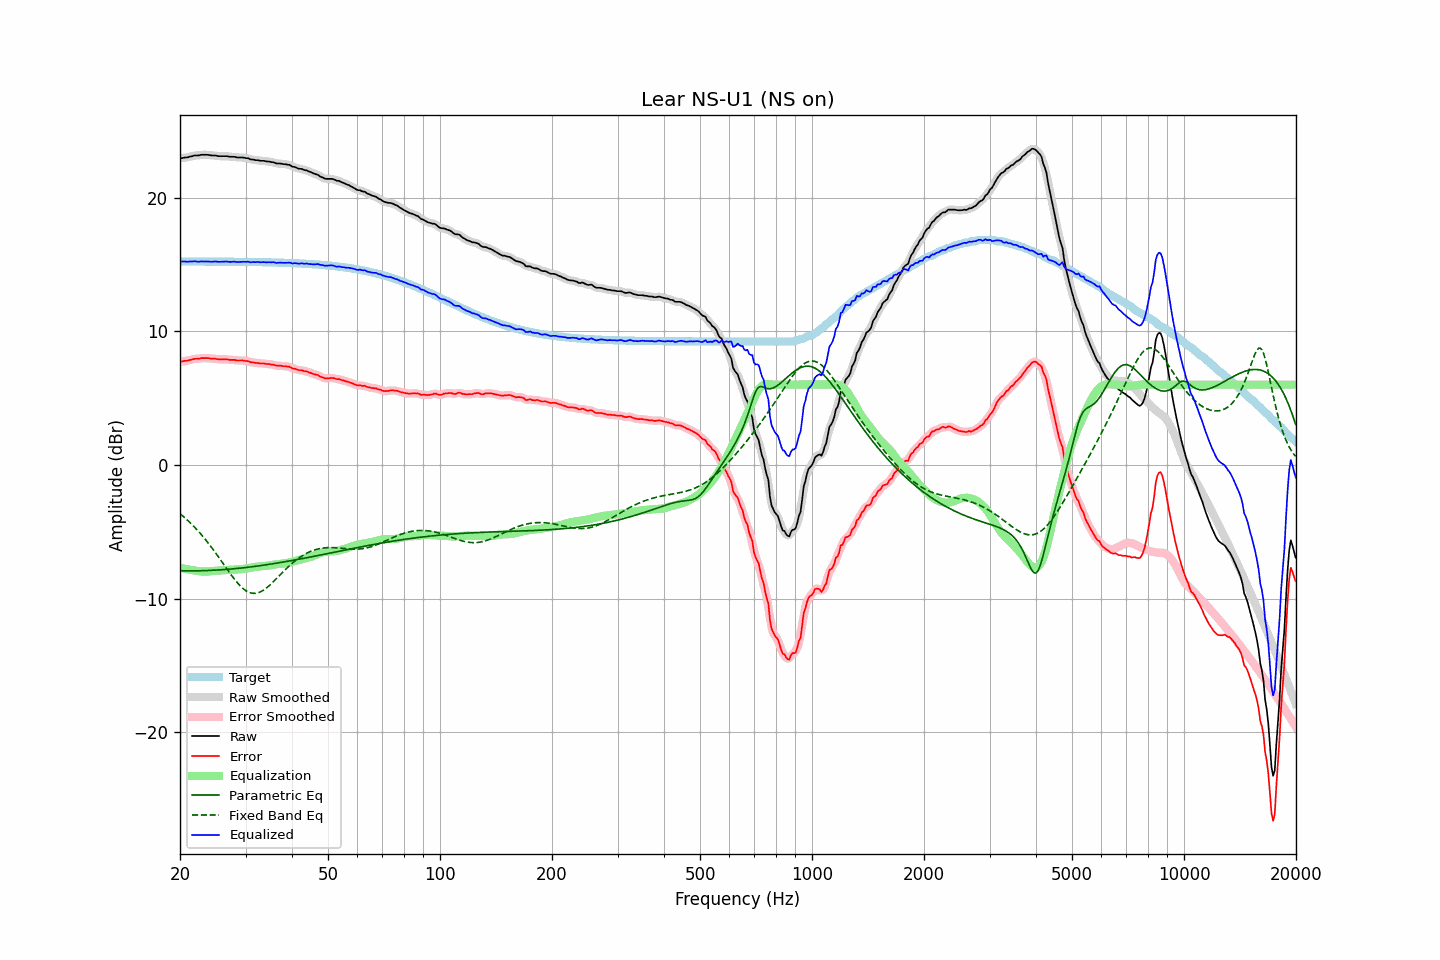 Lear NS-U1 (NS on)
Amplitude (dBr)
20
10
0
−10
−20
Target
Raw Smoothed
Error Smoothed
Raw
Error
Equalization
Parametric Eq
Fixed Band Eq
Equalized
20 50 100 200 500 1000 2000 5000 10000 20000
Frequency (Hz)